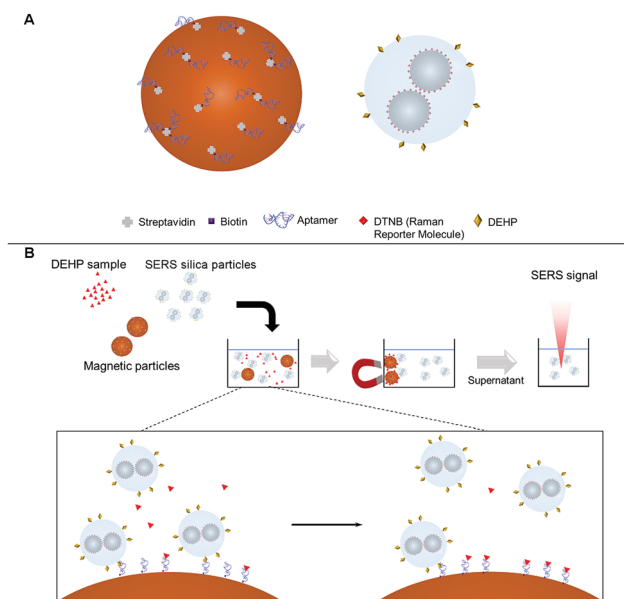 A
Streptavidin
Biotin
Aptamer
DTNB (Raman
Reporter Molecule)
DEHP
B
DEHP sample
SERS silica particles
SERS signal
Magnetic particles
Supernatant